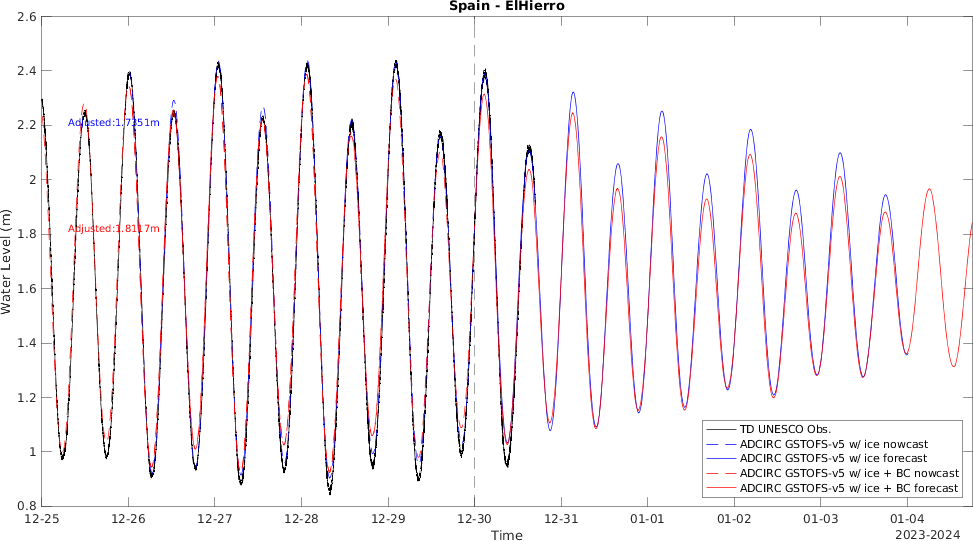 Spain - ElHierro
Water Level (m)
2.6
2.4
2.2
2
1.8
1.6
1.4
1.2
1
0.8
Adjusted:1.7351m
Adjusted:1.8117m
TD UNESCO Obs.
ADCIRC GSTOFS-v5 w/ ice nowcast
ADCIRC GSTOFS-v5 w/ ice forecast
ADCIRC GSTOFS-v5 w/ ice + BC nowcast
ADCIRC GSTOFS-v5 w/ ice + BC forecast
12-25 12-26 12-27 12-28 12-29 12-30 12-31 01-01 01-02 01-03 01-04
Time
2023-2024